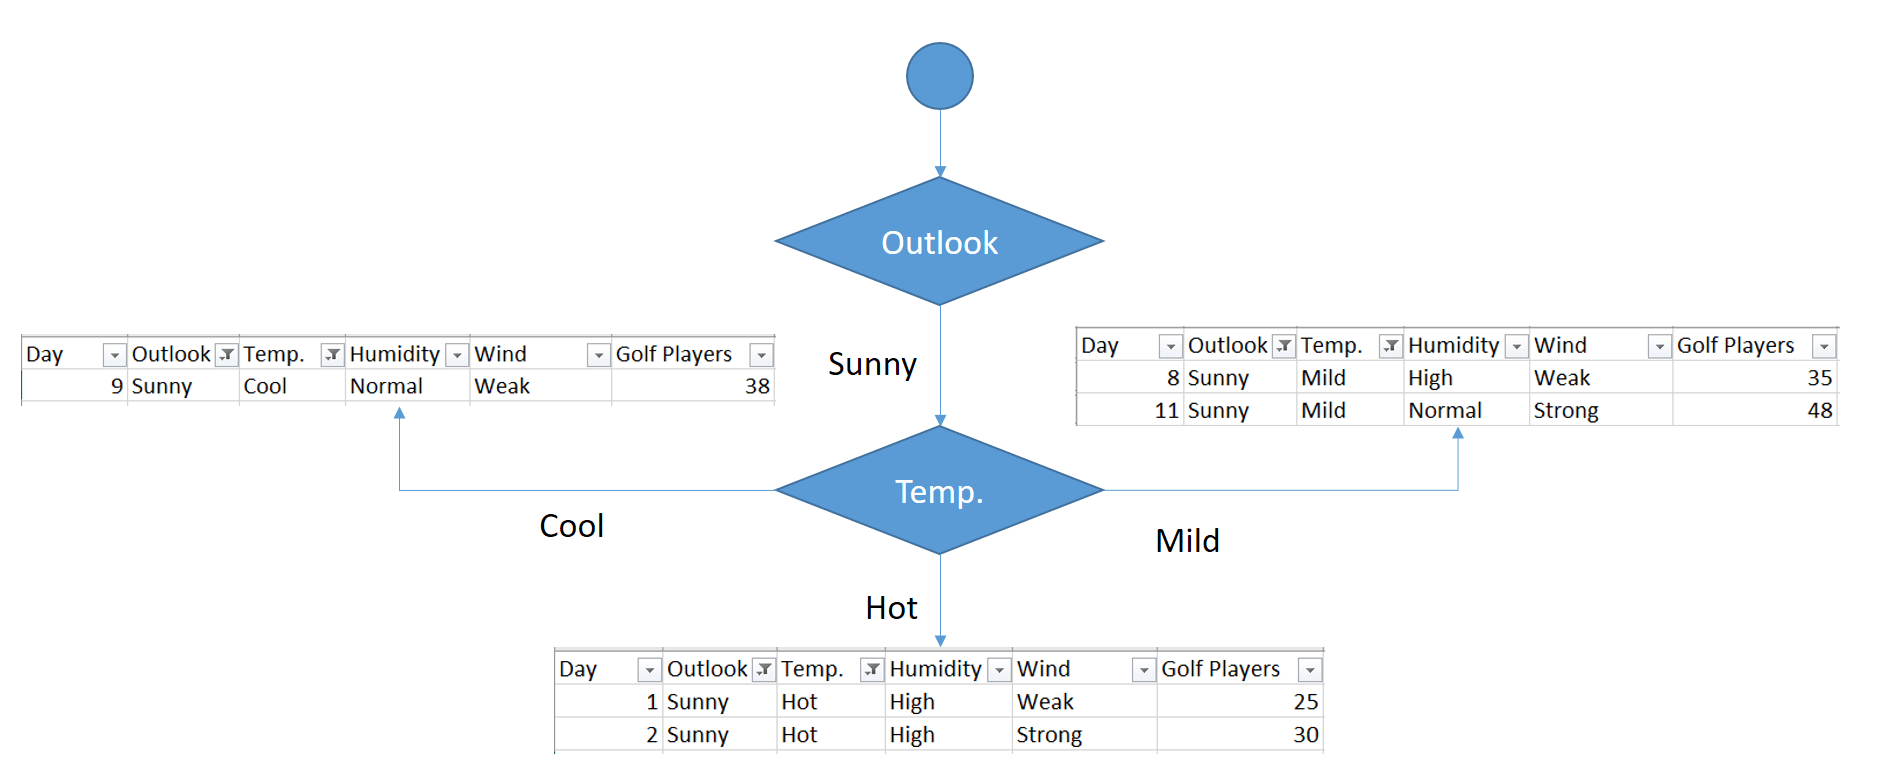 Outlook
Sunny
Day Outlook Temp. Humidity Wind Golf Players
9 Sunny Cool Normal Weak 38
Day Outlook Temp. Humidity Wind Golf Players
8 Sunny Mild High Weak 35
11 Sunny Mild Normal Strong 48
Temp.
Cool
Mild
Hot
Day Outlook Temp. Humidity Wind Golf Players
1 Sunny Hot High Weak 25
2 Sunny Hot High Strong 30